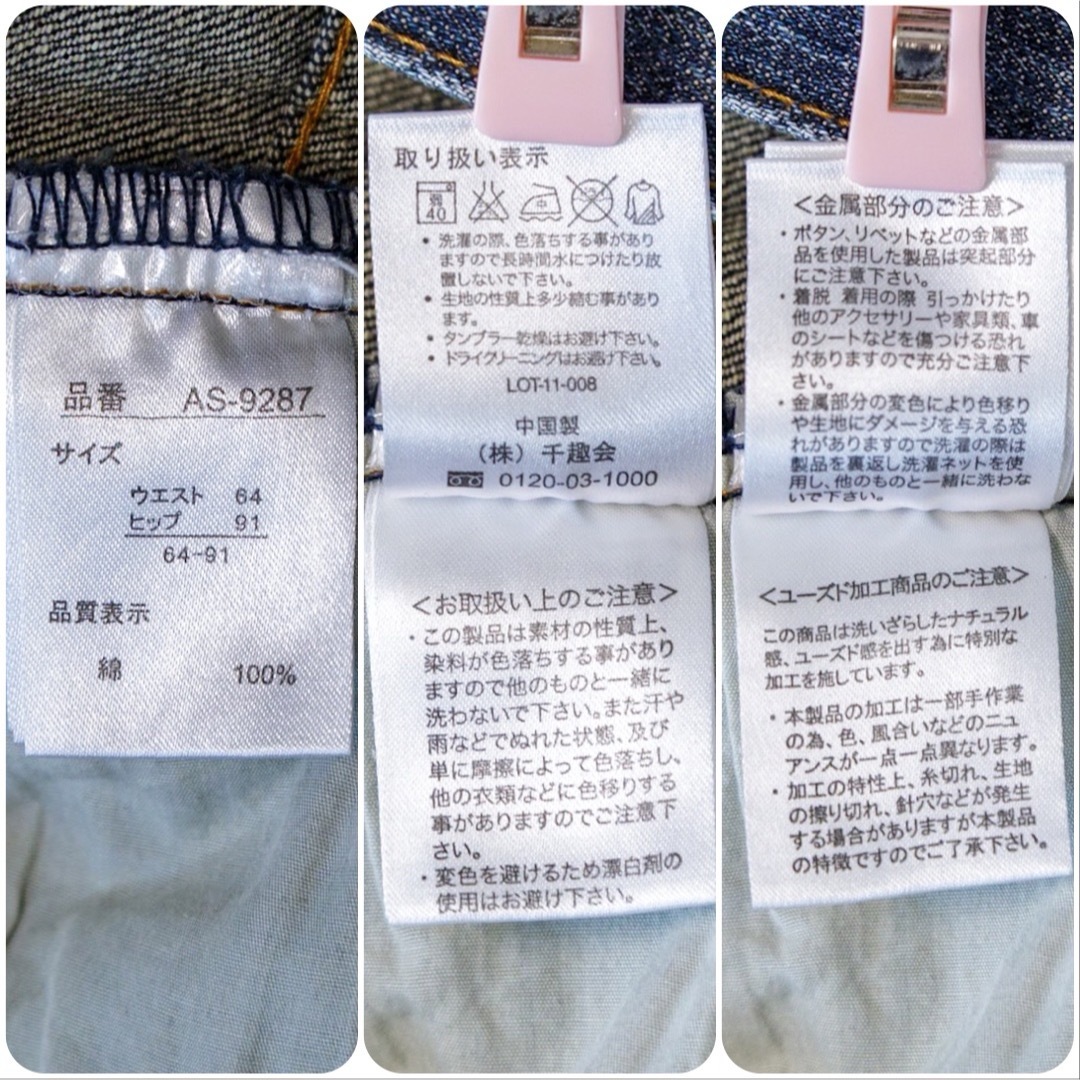 品番 AS-9287
サイズ
ウエスト 64
ヒップ 91
64-91
品質表示
綿 100%
取り扱い表示
弱
40
中
・洗濯の際、色落ちする事があり
ますので長時間水につけたり放
置しないで下さい。
・生地の性質上多少縮む事があり
ます。
・タンブラー乾燥はお避け下さい。
・ドライクリーニングはお避け下さい。
LOT-11-008
中国製
（株）千趣会
0120-03-1000
＜お取扱い上のご注意＞
・この製品は素材の性質上、
染料が色落ちする事があり
ますので他のものと一緒に
洗わないで下さい。また汗や
雨などでぬれた状態、及び
単に摩擦によって色落ちし、
他の衣類などに色移りする
事がありますのでご注意下
さい。
・変色を避けるため漂白剤の
使用はお避け下さい。
＜金属部分のご注意＞
・ボタン、リベットなどの金属部
品を使用した製品は突起部分
にご注意下さい。
・着脱 着用の際 引っかけたり
他のアクセサリーや家具類、車
のシートなどを傷つける恐れ
がありますので充分ご注意下
さい。
・金属部分の変色により色移り
や生地にダメージを与える恐
れがありますので洗濯の際は
製品を裏返し洗濯ネットを使
用し、他のものと一緒に洗わな
いで下さい。
＜ユーズド加工商品のご注意＞
この商品は洗いざらしたナチュラル
感、ユーズド感を出す為に特別な
加工を施しています。
・本製品の加工は一部手作業
の為、色、風合いなどのニュ
アンスが一点一点異なります。
・加工の特性上、糸切れ、生地
の擦り切れ、針穴などが発生
する場合がありますが本製品
の特徴ですのでご了承下さい。